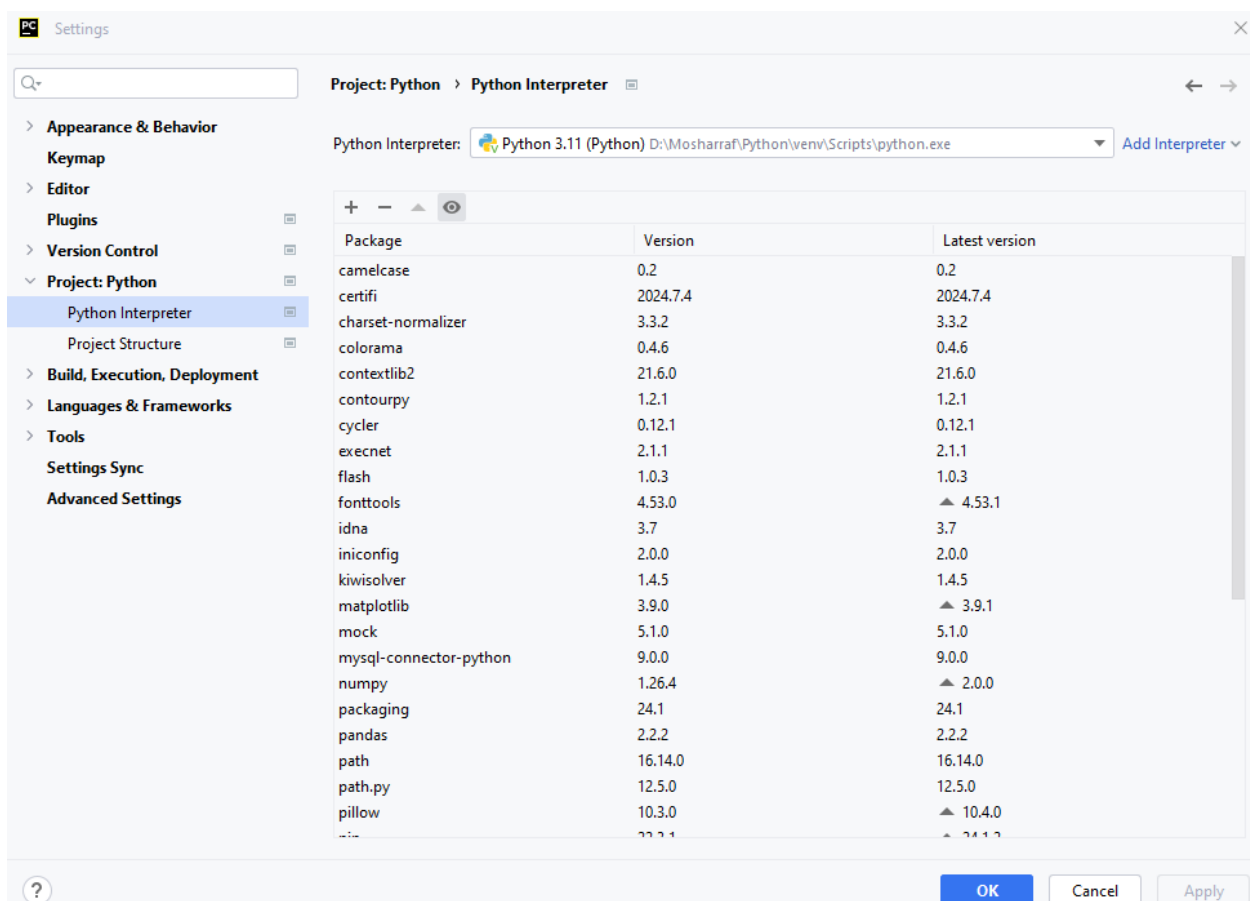 PC Settings
Project: Python > Python Interpreter
Appearance & Behavior
Keymap
Editor
Plugins
Version Control
Project: Python
Python Interpreter
Project Structure
Build, Execution, Deployment
Languages & Frameworks
Tools
Settings Sync
Advanced Settings
Python Interpreter: Python 3.11 (Python) D:\Mosharraf\Python\venv\Scripts\python.exe Add Interpreter
Package Version Latest version
camelcase 0.2 0.2
certifi 2024.7.4 2024.7.4
charset-normalizer 3.3.2 3.3.2
colorama 0.4.6 0.4.6
contextlib2 21.6.0 21.6.0
contourpy 1.2.1 1.2.1
cycler 0.12.1 0.12.1
execnet 2.1.1 2.1.1
flash 1.0.3 1.0.3
fonttools 4.53.0 4.53.1
idna 3.7 3.7
iniconfig 2.0.0 2.0.0
kiwisolver 1.4.5 1.4.5
matplotlib 3.9.0 3.9.1
mock 5.1.0 5.1.0
mysql-connector-python 9.0.0 9.0.0
numpy 1.26.4 2.0.0
packaging 24.1 24.1
pandas 2.2.2 2.2.2
path 16.14.0 16.14.0
path.py 12.5.0 12.5.0
pillow 10.3.0 10.4.0
? OK Cancel Apply